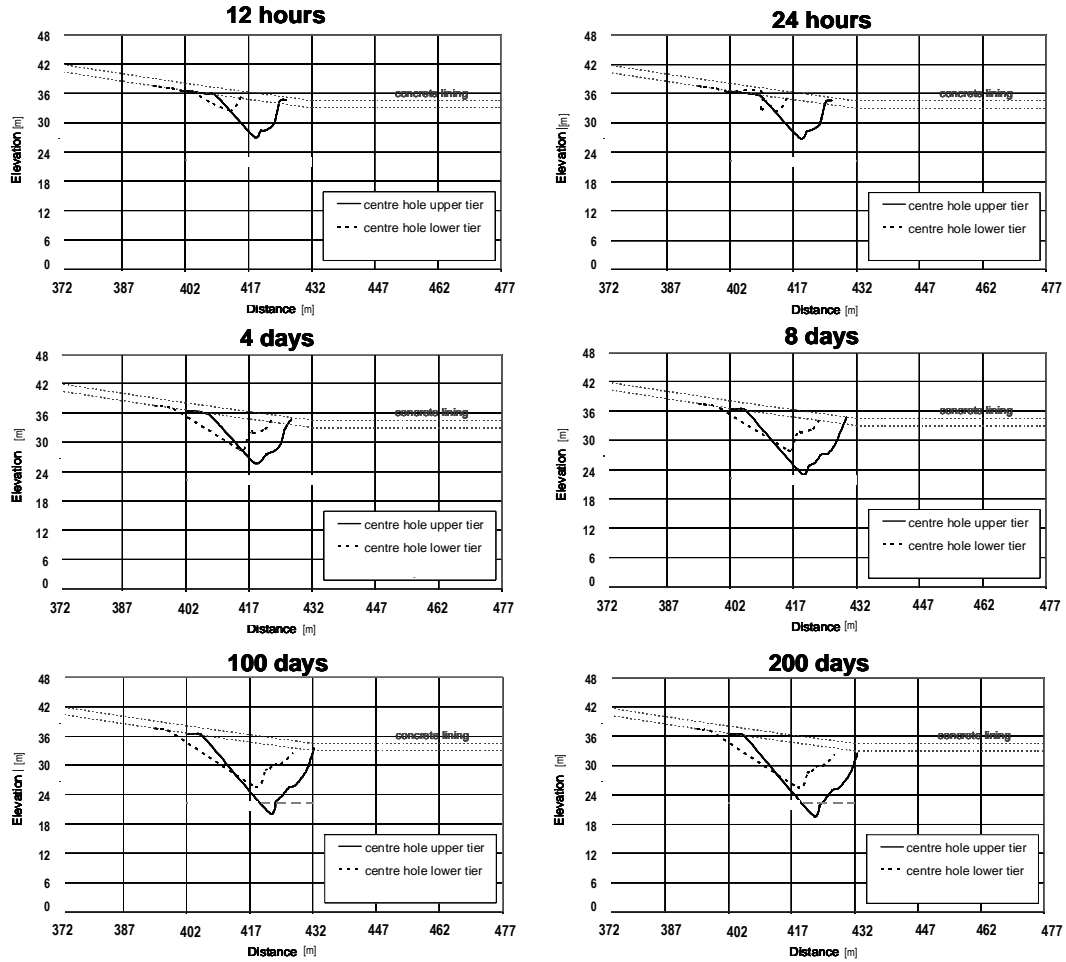 12 hours
48
42
36
30
24
18
12
6
0
Elevation [m]
concrete lining
centre hole upper tier
centre hole lower tier
372 387 402 417 432 447 462 477
Distance [m]
24 hours
48
42
36
30
24
18
12
6
0
Elevation [m]
concrete lining
centre hole upper tier
centre hole lower tier
372 387 402 417 432 447 462 477
Distance [m]
4 days
48
42
36
30
24
18
12
6
0
Elevation [m]
concrete lining
centre hole upper tier
centre hole lower tier
372 387 402 417 432 447 462 477
Distance [m]
8 days
48
42
36
30
24
18
12
6
0
Elevation [m]
concrete lining
centre hole upper tier
centre hole lower tier
372 387 402 417 432 447 462 477
Distance [m]
100 days
48
42
36
30
24
18
12
6
0
Elevation [m]
concrete lining
centre hole upper tier
centre hole lower tier
372 387 402 417 432 447 462 477
Distance [m]
200 days
48
42
36
30
24
18
12
6
0
Elevation [m]
concrete lining
centre hole upper tier
centre hole lower tier
372 387 402 417 432 447 462 477
Distance [m]